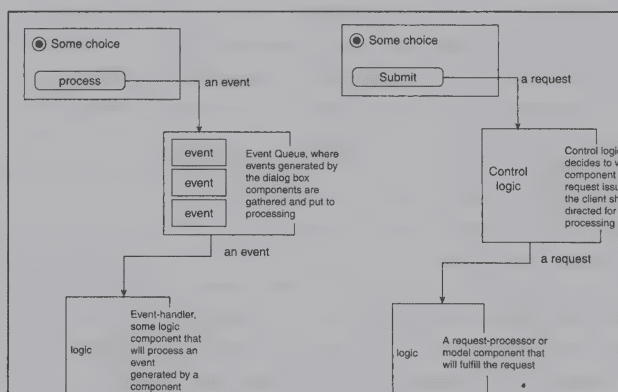 Some choice
process
an event
event
event
event
Event Queue, where
events generated by
the dialog box
components are
gathered and put to
processing
an event
logic
Event-handler,
some logic
component that
will process an
event
generated by a
component
Some choice
Submit
a request
Control
logic
Control logic
decides to
component
request
the client
directed for
processing
a request
logic
A request-processor or
model component that
will fulfill the request